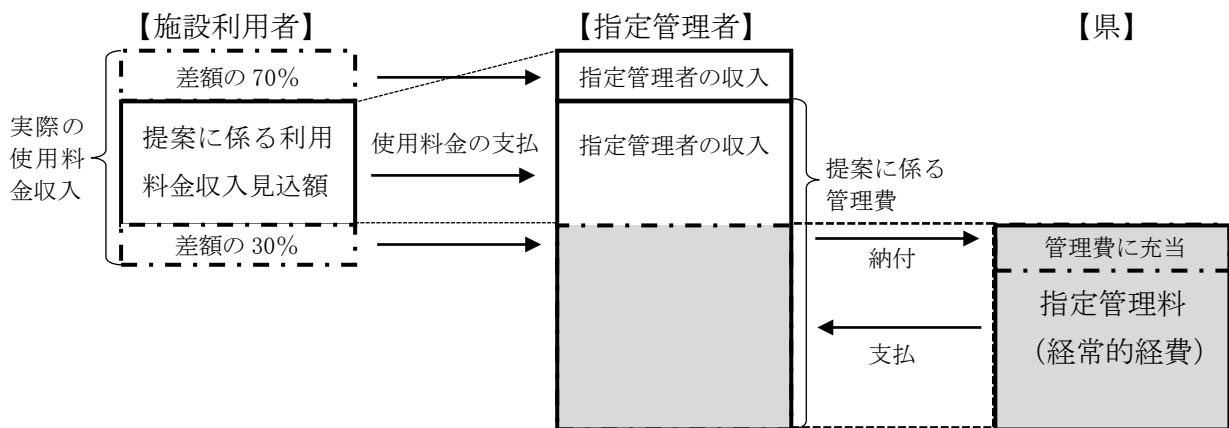 【施設利用者】
【指定管理者】
【県】
差額の 70%
指定管理者の収入
実際の
使用料
金収入
提案に係る利用
料金収入見込額
使用料金の支払
指定管理者の収入
提案に係る
管理費
差額の 30%
納付
管理費に充当
支払
指定管理料
（経常的経費）